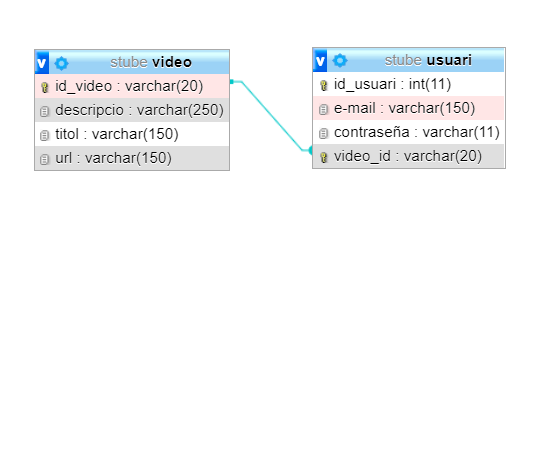 v stube video
id_video : varchar(20)
descripcio : varchar(250)
titol : varchar(150)
url : varchar(150)
v stube usuari
id_usuari : int(11)
e-mail : varchar(150)
contraseña : varchar(11)
video_id : varchar(20)